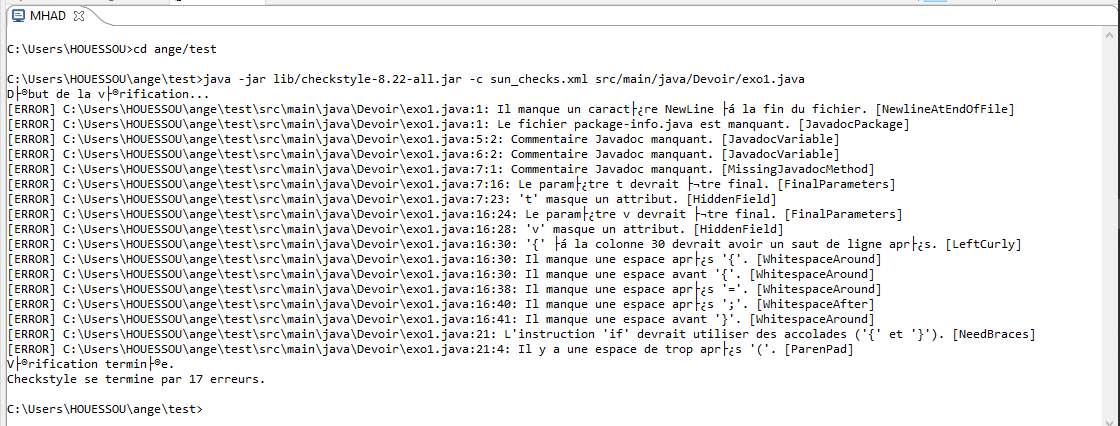 MHAD
C:\Users\HOUESSOU>cd ange/test
C:\Users\HOUESSOU\ange\test>java -jar lib/checkstyle-8.22-all.jar -c sun_checks.xml src/main/java/Devoir/exo1.java
D├®but de la v├®rification...
[ERROR] C:\Users\HOUESSOU\ange\test\src\main\java\Devoir\exo1.java:1: Il manque un caract├¿re NewLine ├á la fin du fichier. [NewlineAtEndOfFile]
[ERROR] C:\Users\HOUESSOU\ange\test\src\main\java\Devoir\exo1.java:1: Le fichier package-info.java est manquant. [JavadocPackage]
[ERROR] C:\Users\HOUESSOU\ange\test\src\main\java\Devoir\exo1.java:5:2: Commentaire Javadoc manquant. [JavadocVariable]
[ERROR] C:\Users\HOUESSOU\ange\test\src\main\java\Devoir\exo1.java:6:2: Commentaire Javadoc manquant. [JavadocVariable]
[ERROR] C:\Users\HOUESSOU\ange\test\src\main\java\Devoir\exo1.java:7:1: Commentaire Javadoc manquant. [MissingJavadocMethod]
[ERROR] C:\Users\HOUESSOU\ange\test\src\main\java\Devoir\exo1.java:7:16: Le param├¿tre t devrait ├¬tre final. [FinalParameters]
[ERROR] C:\Users\HOUESSOU\ange\test\src\main\java\Devoir\exo1.java:7:23: 't' masque un attribut. [HiddenField]
[ERROR] C:\Users\HOUESSOU\ange\test\src\main\java\Devoir\exo1.java:16:24: Le param├¿tre v devrait ├¬tre final. [FinalParameters]
[ERROR] C:\Users\HOUESSOU\ange\test\src\main\java\Devoir\exo1.java:16:28: 'v' masque un attribut. [HiddenField]
[ERROR] C:\Users\HOUESSOU\ange\test\src\main\java\Devoir\exo1.java:16:30: '{' ├á la colonne 30 devrait avoir un saut de ligne apr├¿s. [LeftCurly]
[ERROR] C:\Users\HOUESSOU\ange\test\src\main\java\Devoir\exo1.java:16:30: Il manque une espace apr├¿s '{'. [WhitespaceAround]
[ERROR] C:\Users\HOUESSOU\ange\test\src\main\java\Devoir\exo1.java:16:30: Il manque une espace avant '{'. [WhitespaceAround]
[ERROR] C:\Users\HOUESSOU\ange\test\src\main\java\Devoir\exo1.java:16:38: Il manque une espace apr├¿s '='. [WhitespaceAround]
[ERROR] C:\Users\HOUESSOU\ange\test\src\main\java\Devoir\exo1.java:16:40: Il manque une espace apr├¿s ';'. [WhitespaceAfter]
[ERROR] C:\Users\HOUESSOU\ange\test\src\main\java\Devoir\exo1.java:16:41: Il manque une espace avant '}'. [WhitespaceAround]
[ERROR] C:\Users\HOUESSOU\ange\test\src\main\java\Devoir\exo1.java:21: L'instruction 'if' devrait utiliser des accolades ('{' et '}'). [NeedBraces]
[ERROR] C:\Users\HOUESSOU\ange\test\src\main\java\Devoir\exo1.java:21:4: Il y a une espace de trop apr├¿s '('. [ParenPad]
V├®rification termin├®e.
Checkstyle se termine par 17 erreurs.
C:\Users\HOUESSOU\ange\test>